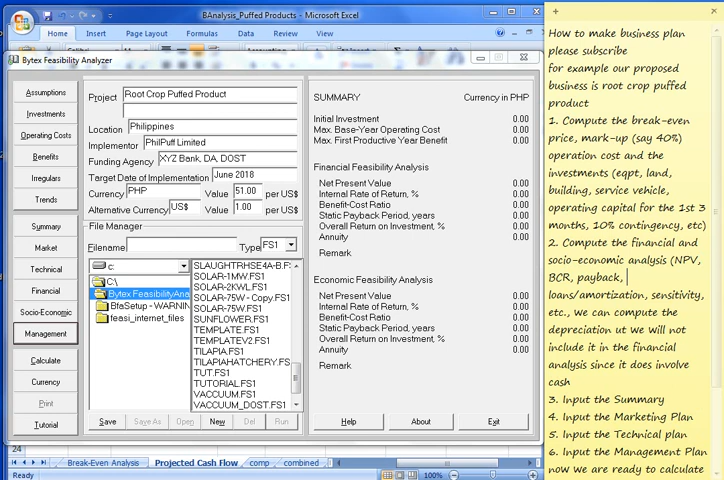 BAnalysis_Puffed Products - Microsoft Excel
Home
Insert
Page Layout
Formulas
Data
Review
View
Bytex Feasibility Analyzer
Assumptions
Investments
Operating Costs
Benefits
Irregulars
Trends
Summary
Market
Technical
Financial
Socio-Economic
Management
Calculate
Currency
Print
Tutorial
Project
Root Crop Puffed Product
Location
Philippines
Implementor
PhilPuff Limited
Funding Agency
XYZ Bank, DA, DOST
Target Date of Implementation
June 2018
Currency
PHP
Value
51.00
per US$
Alternative Currency
US$
Value
1.00
per US$
File Manager
Filename
Type
FS1
c:
C:\
Bytex FeasibilityAna
BfaSetup - WARNIN
feasi_internet_files
SLAUGHTRHSE4A-B.F
SOLAR-1MW.FS1
SOLAR-2KWL.FS1
SOLAR-75W - Copy.FS1
SOLAR-75W.FS1
SUNFLOWER.FS1
TEMPLATE.FS1
TEMPLATEV2.FS1
TILAPIA.FS1
TILAPIAHATCHERY.FS
TUT.FS1
TUTORIAL.FS1
VACCUUM.FS1
VACCUUM_DOST.FS1
Save
Save As
Open
New
Del
Run
SUMMARY
Currency in PHP
Initial Investment 0.00
Max. Base-Year Operating Cost 0.00
Max. First Productive Year Benefit 0.00
Financial Feasibility Analysis
Net Present Value 0.00
Internal Rate of Return, % 0.00
Benefit-Cost Ratio 0.00
Static Payback Period, years 0.00
Overall Return on Investment, % 0.00
Annuity 0.00
Remark
Economic Feasibility Analysis
Net Present Value 0.00
Internal Rate of Return, % 0.00
Benefit-Cost Ratio 0.00
Static Payback Period, years 0.00
Overall Return on Investment, % 0.00
Annuity 0.00
Remark
Help
About
Exit
24
Break-Even Analysis
Projected Cash Flow
comp
combined
Ready
100%
How to make business plan
please subscribe
for example our proposed
business is root crop puffed
product
1. Compute the break-even
price, mark-up (say 40%)
operation cost and the
investments (eqpt, land,
building, service vehicle,
operating capital for the 1st 3
months, 10% contingency, etc)
2. Compute the financial and
socio-economic analysis (NPV,
BCR, payback,
loans/amortization, sensitivity,
etc., we can compute the
depreciation ut we will not
include it in the financial
analysis since it does involve
cash
3. Input the Summary
4. Input the Marketing Plan
5. Input the Technical plan
6. Input the Management Plan
now we are ready to calculate